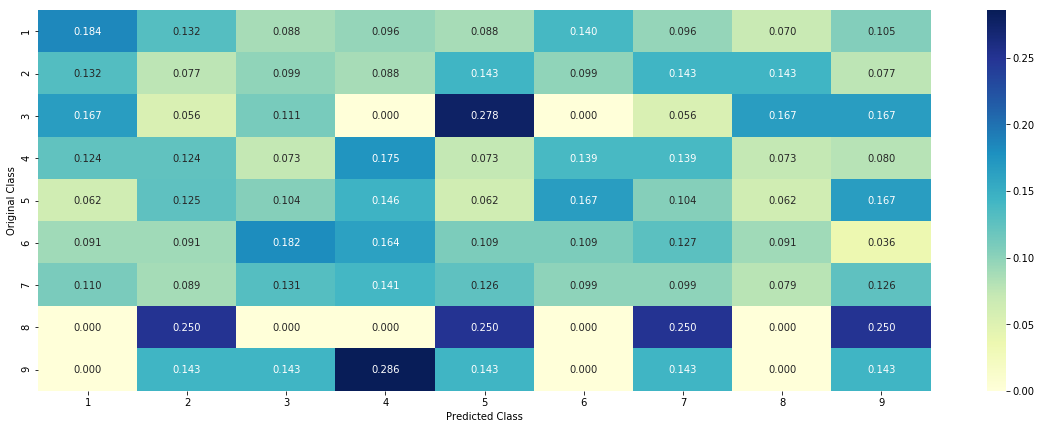 1 0.184 0.132 0.088 0.096 0.088 0.140 0.096 0.070 0.105
2 0.132 0.077 0.099 0.088 0.143 0.099 0.143 0.143 0.077
3 0.167 0.056 0.111 0.000 0.278 0.000 0.056 0.167 0.167
4 0.124 0.124 0.073 0.175 0.073 0.139 0.139 0.073 0.080
5 0.062 0.125 0.104 0.146 0.062 0.167 0.104 0.062 0.167
6 0.091 0.091 0.182 0.164 0.109 0.109 0.127 0.091 0.036
7 0.110 0.089 0.131 0.141 0.126 0.099 0.099 0.079 0.126
8 0.000 0.250 0.000 0.000 0.250 0.000 0.250 0.000 0.250
9 0.000 0.143 0.143 0.286 0.143 0.000 0.143 0.000 0.143
1 2 3 4 5 6 7 8 9
Predicted Class
Original Class
0.25
0.20
0.15
0.10
0.05
0.00